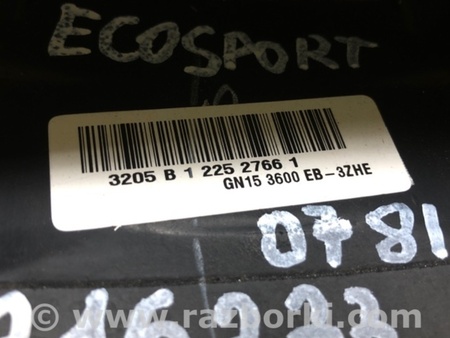 ECOSPORT
3205 B 1 225 2766 1
GN15 3600 EB-3ZHE
0781
www.razborki.com